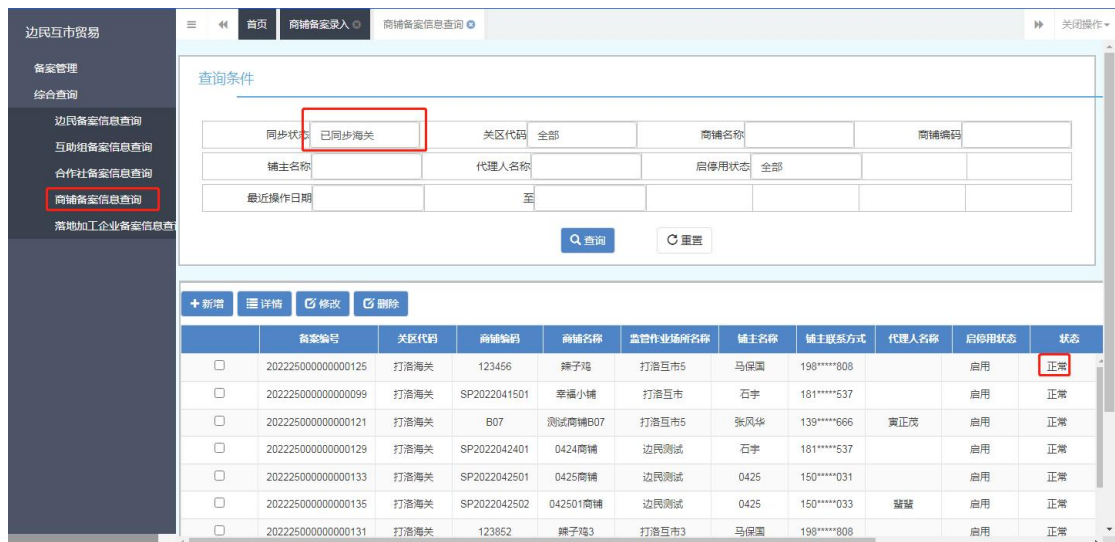 边民互市贸易
备案管理
综合查询
边民备案信息查询
互助组备案信息查询
合作社备案信息查询
商铺备案信息查询
落地加工企业备案信息查询
首页 商铺备案录入 商铺备案信息查询 关闭操作
查询条件
同步状态 已同步海关 关区代码 全部 商铺名称 商铺编码
铺主名称 代理人名称 启停用状态 全部
最近操作日期 至
查询 重置
新增 详情 修改 删除
备案编号 关区代码 商铺编码 商铺名称 监管作业场所名称 铺主名称 铺主联系方式 代理人名称 启停用状态 状态
202225000000000125 打洛海关 123456 辣子鸡 打洛互市5 马保国 198*****808 启用 正常
202225000000000099 打洛海关 SP2022041501 幸福小铺 打洛互市 石宇 181*****537 启用 正常
202225000000000121 打洛海关 B07 测试商铺B07 打洛互市5 张风华 139*****666 寅正茂 启用 正常
202225000000000129 打洛海关 SP2022042401 0424商铺 边民测试 石宇 181*****537 启用 正常
202225000000000133 打洛海关 SP2022042501 0425商铺 边民测试 0425 150*****031 启用 正常
202225000000000135 打洛海关 SP2022042502 042501商铺 边民测试 0425 150*****033 启用 正常
202225000000000131 打洛海关 123852 辣子鸡3 打洛互市3 马保国 198*****808 启用 正常